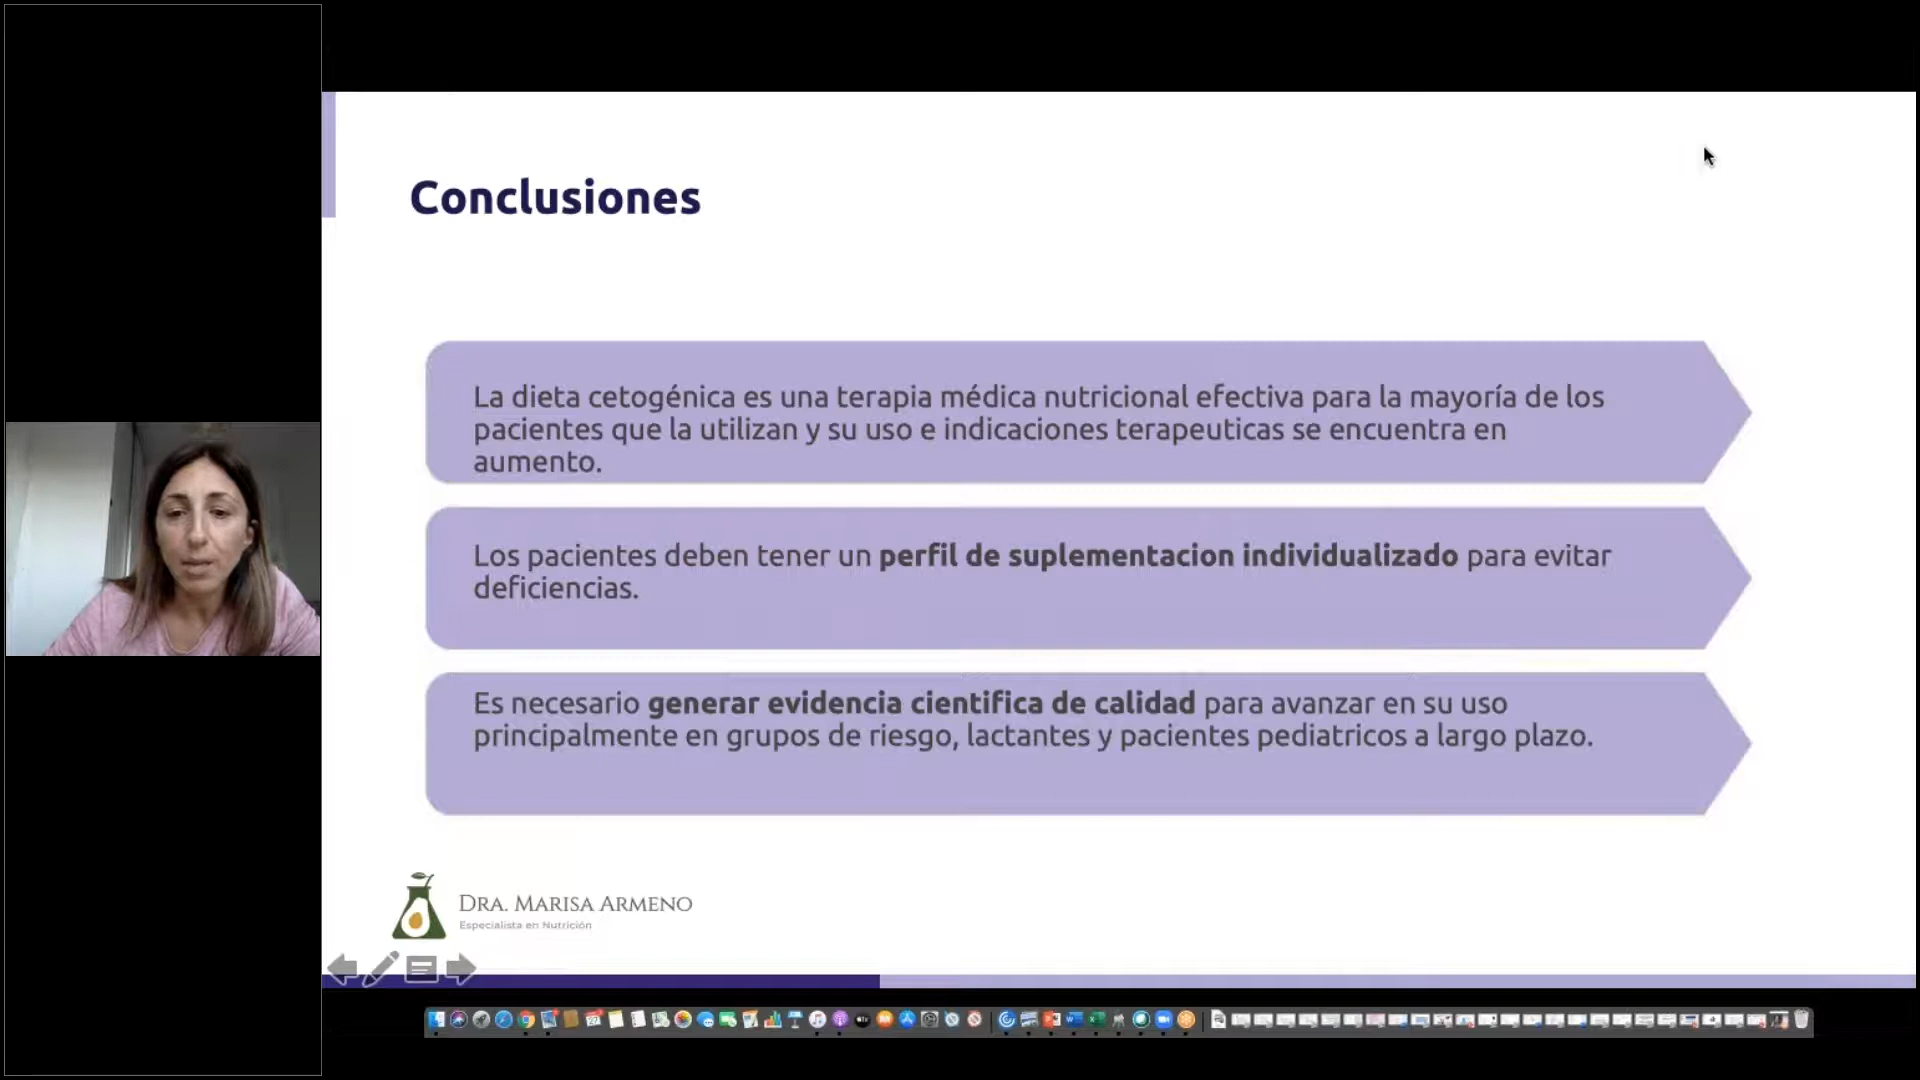 Conclusiones
La dieta cetogénica es una terapia médica nutricional efectiva para la mayoría de los
pacientes que la utilizan y su uso e indicaciones terapeuticas se encuentra en
aumento.
Los pacientes deben tener un perfil de suplementacion individualizado para evitar
deficiencias.
Es necesario generar evidencia cientifica de calidad para avanzar en su uso
principalmente en grupos de riesgo, lactantes y pacientes pediatricos a largo plazo.
DRA. MARISA ARMENO
Especialista en Nutrición